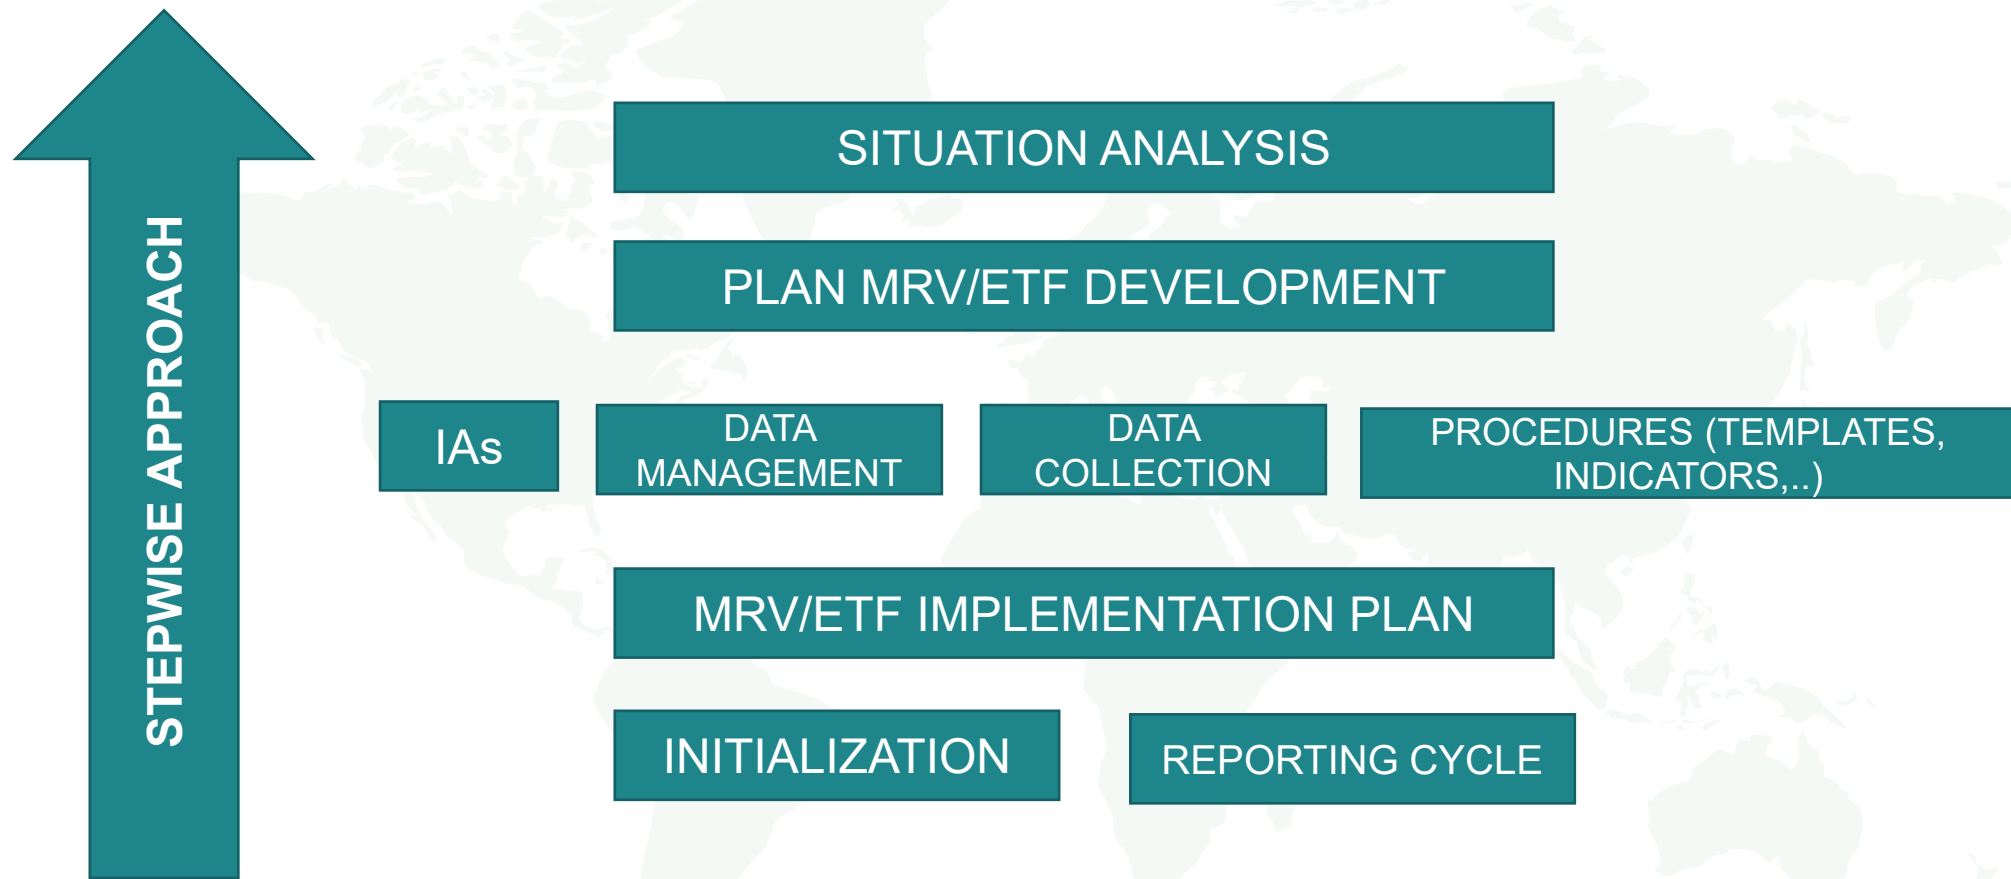 STEPWISE APPROACH
SITUATION ANALYSIS
PLAN MRV/ETF DEVELOPMENT
IAs
DATA
MANAGEMENT
DATA
COLLECTION
PROCEDURES (TEMPLATES,
INDICATORS,..)
MRV/ETF IMPLEMENTATION PLAN
INITIALIZATION
REPORTING CYCLE